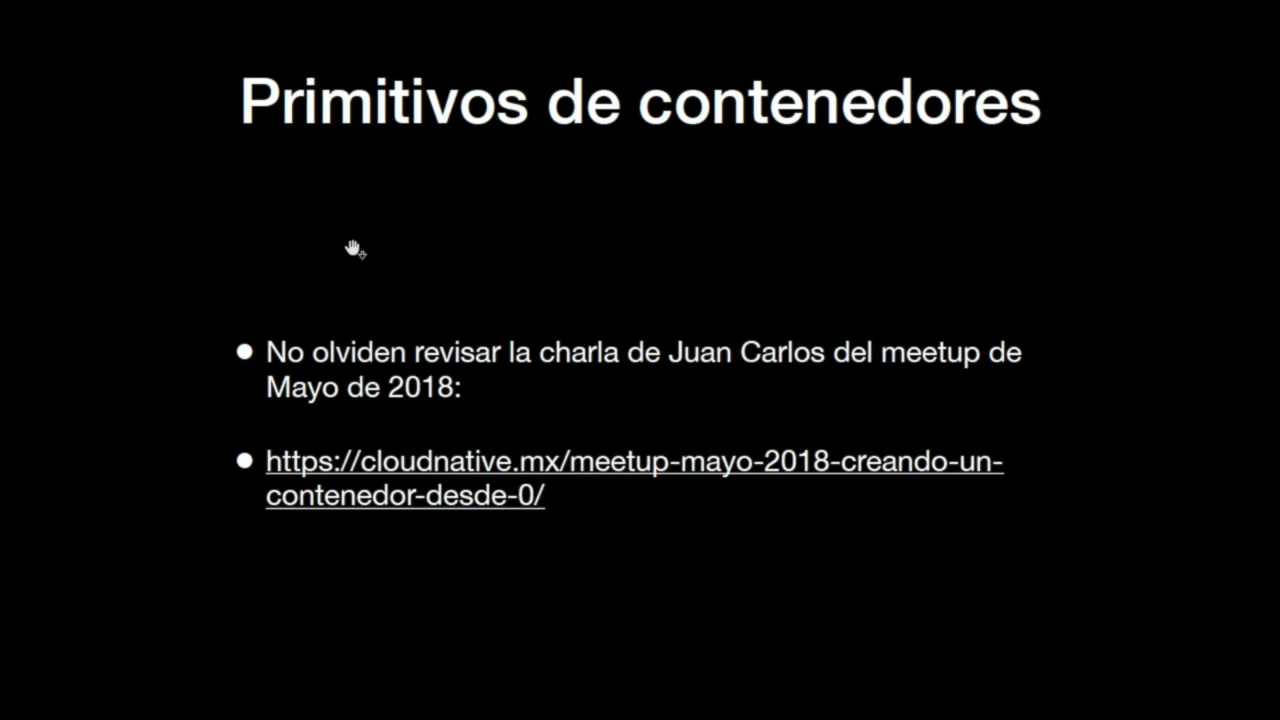 Primitivos de contenedores
● No olviden revisar la charla de Juan Carlos del meetup de
Mayo de 2018:
● https://cloudnative.mx/meetup-mayo-2018-creando-un-
contenedor-desde-0/